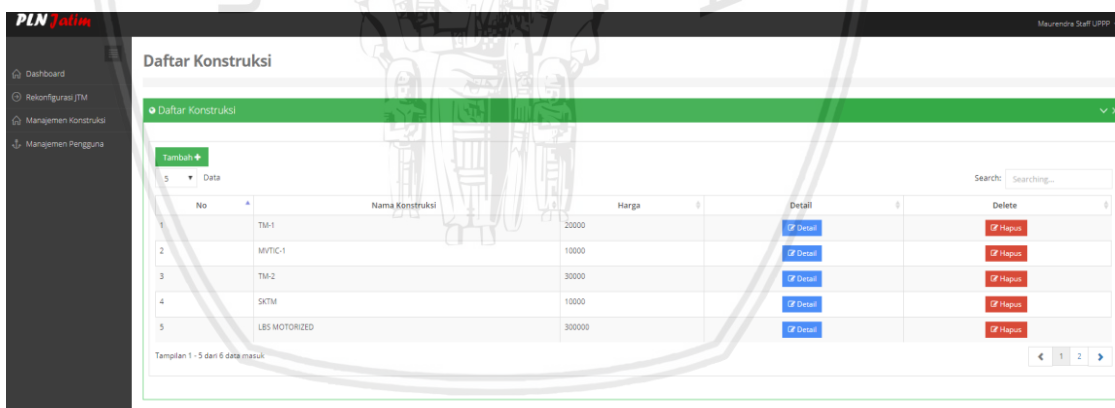 PLN Jatim
Maurendra Staff UPPP
Dashboard
Rekonfigurasi JTM
Manajemen Konstruksi
Manajemen Pengguna
Daftar Konstruksi
Daftar Konstruksi
Tambah
5 Data Search: Searching...
No Nama Konstruksi Harga Detail Delete
1 TM-1 20000 Detail Hapus
2 MVTIC-1 10000 Detail Hapus
3 TM-2 30000 Detail Hapus
4 SKTM 10000 Detail Hapus
5 LBS MOTORIZED 300000 Detail Hapus
Tampilan 1 - 5 dari 6 data masuk
1 2